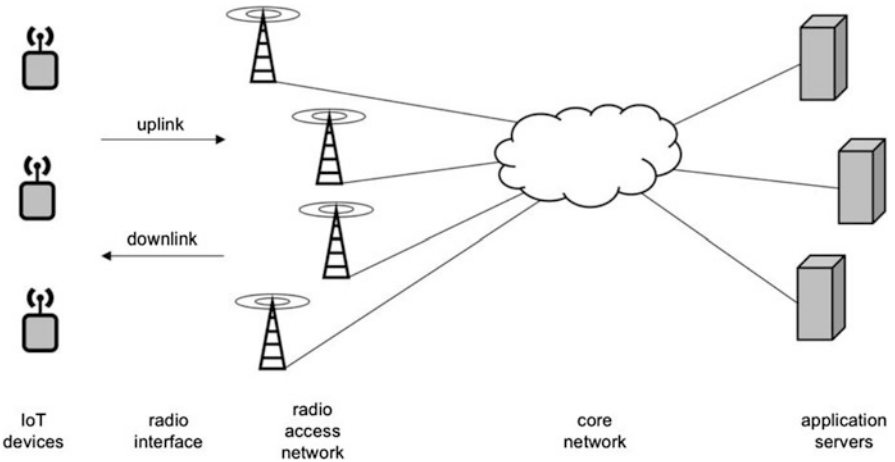 uplink
downlink
IoT
devices
radio
interface
radio
access
network
core
network
application
servers